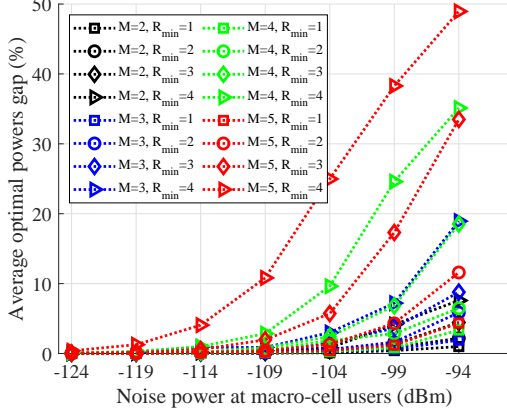 Average optimal powers gap (%)
50
40
30
20
10
0
M=2, R_min=1
M=2, R_min=2
M=2, R_min=3
M=2, R_min=4
M=3, R_min=1
M=3, R_min=2
M=3, R_min=3
M=3, R_min=4
M=4, R_min=1
M=4, R_min=2
M=4, R_min=3
M=4, R_min=4
M=5, R_min=1
M=5, R_min=2
M=5, R_min=3
M=5, R_min=4
-124 -119 -114 -109 -104 -99 -94
Noise power at macro-cell users (dBm)